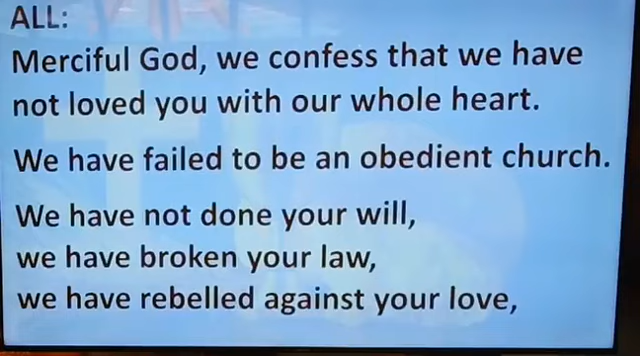 ALL:
Merciful God, we confess that we have
not loved you with our whole heart.
We have failed to be an obedient church.
We have not done your will,
we have broken your law,
we have rebelled against your love,